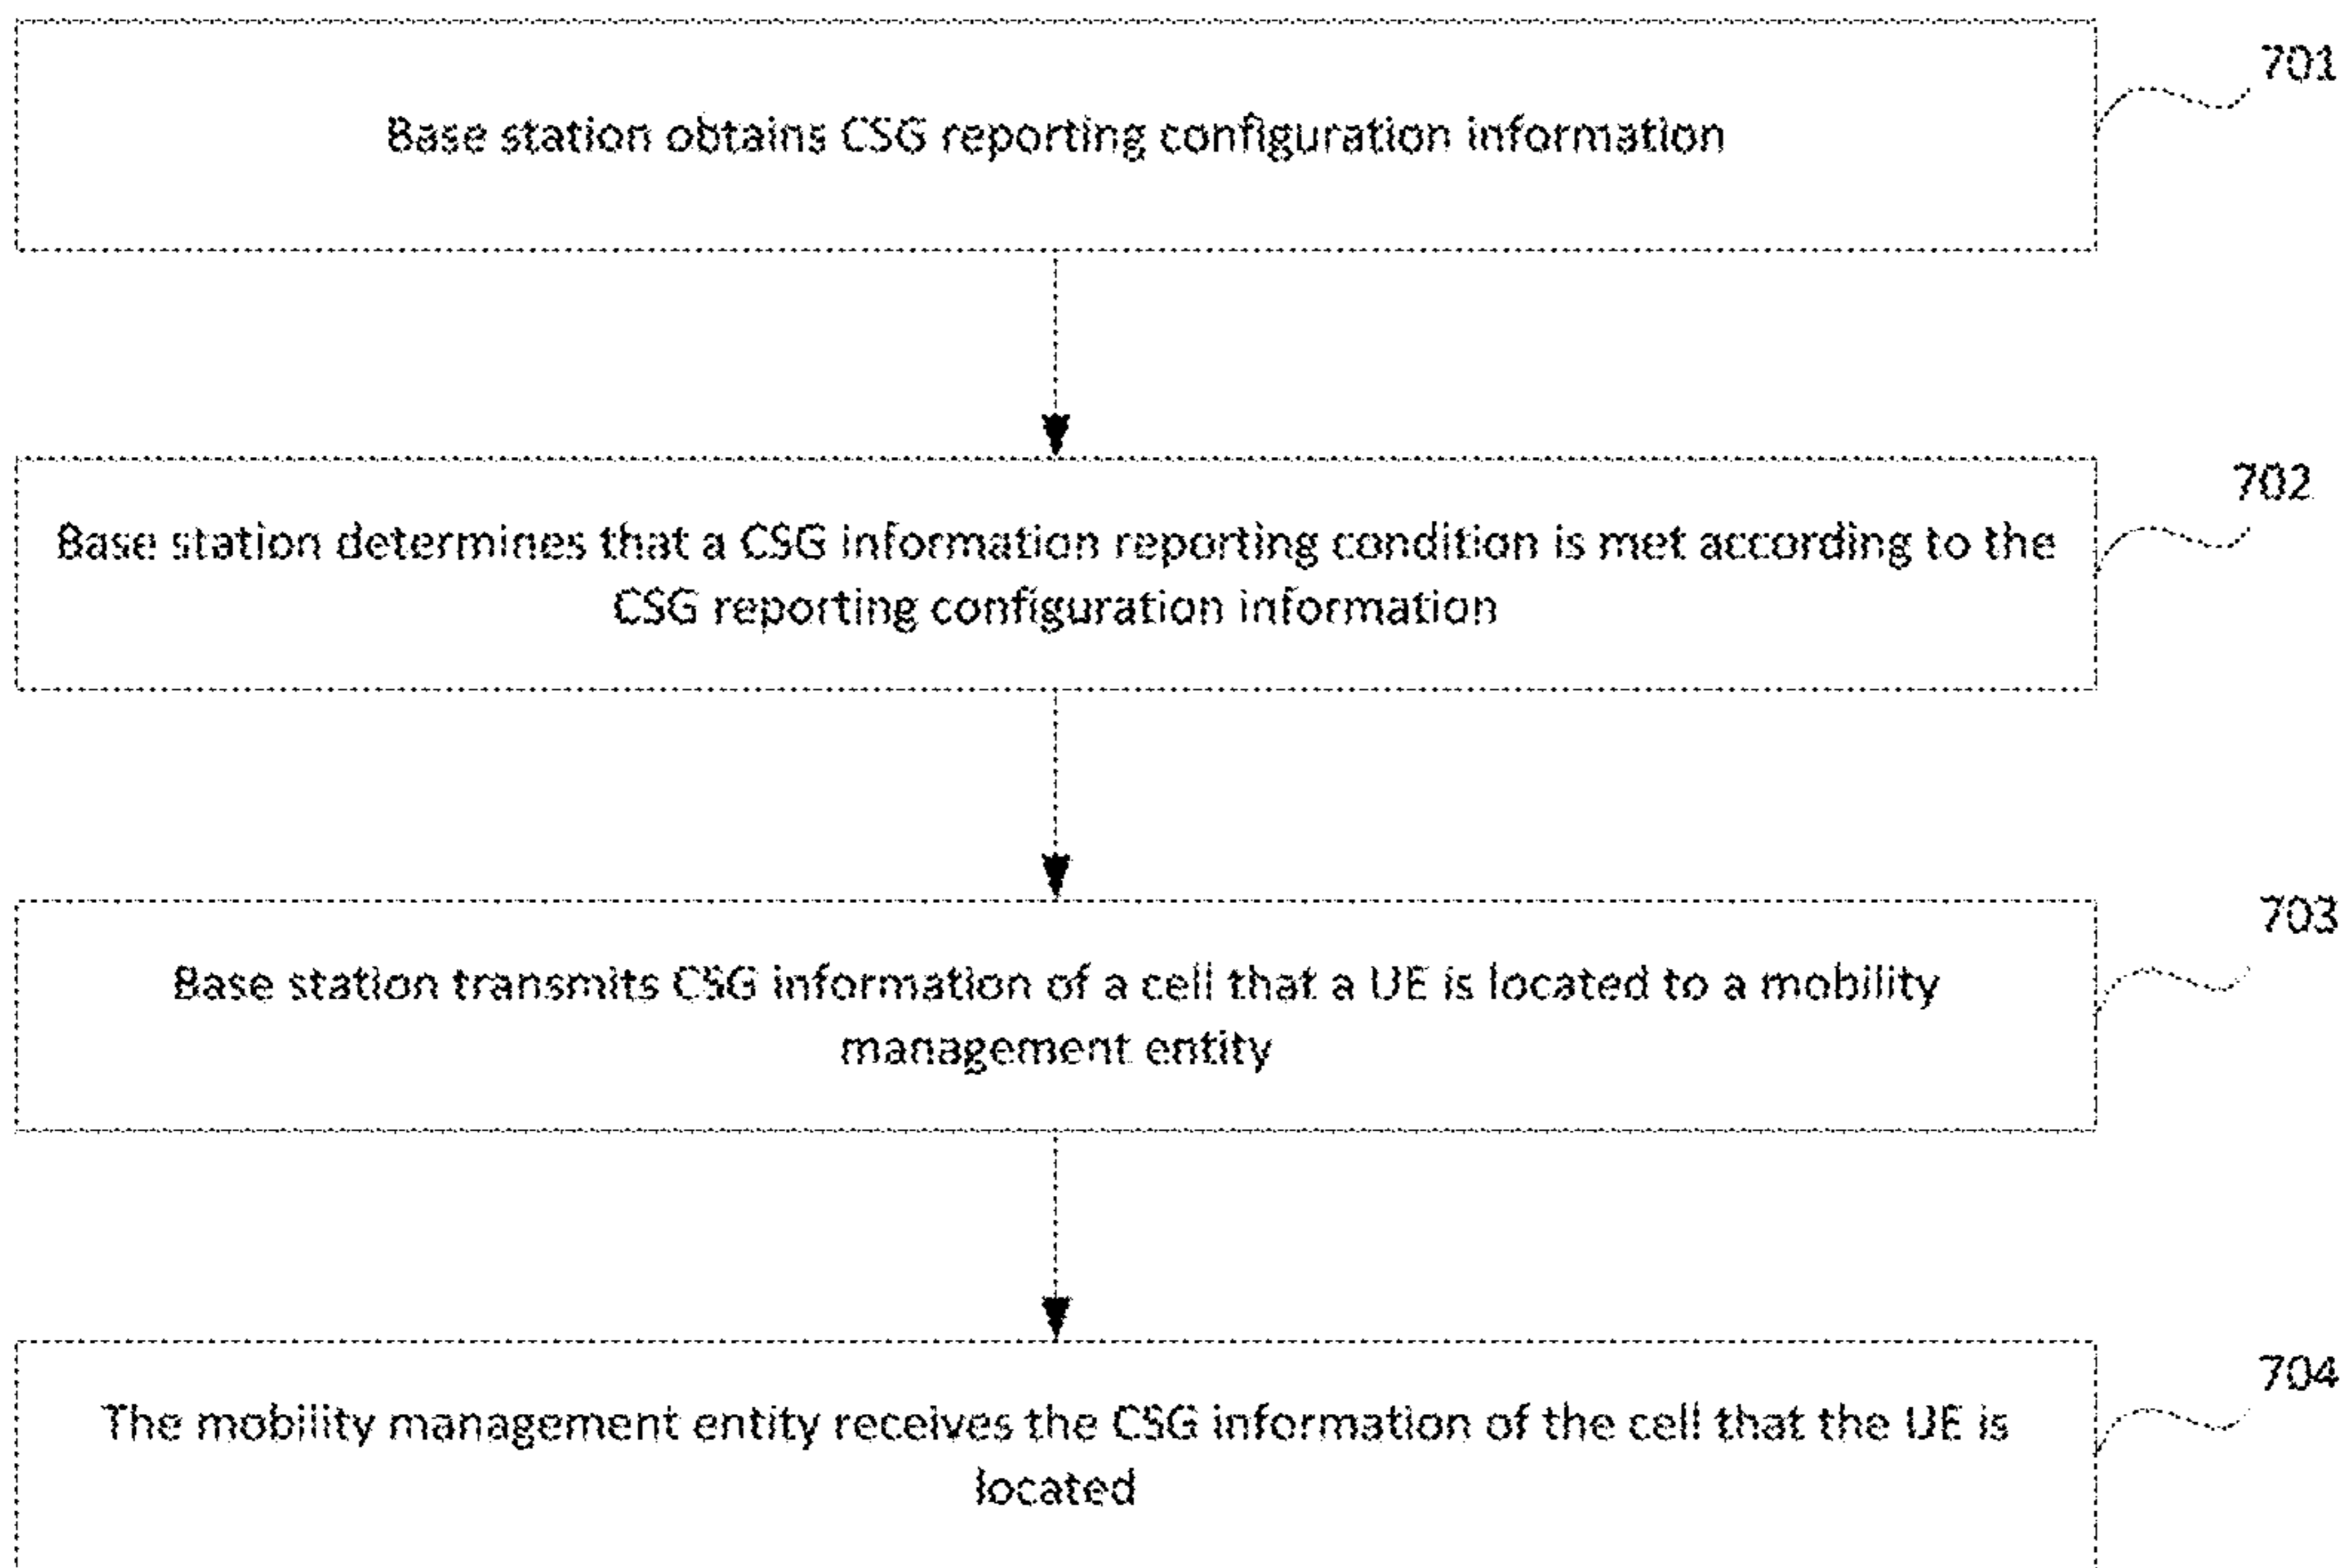 701
Base station obtains CSG reporting configuration information
702
Base station determines that a CSG information reporting condition is met according to the
CSG reporting configuration information
703
Base station transmits CSG information of a cell that a UE is located to a mobility
management entity
704
The mobility management entity receives the CSG information of the cell that the UE is
located